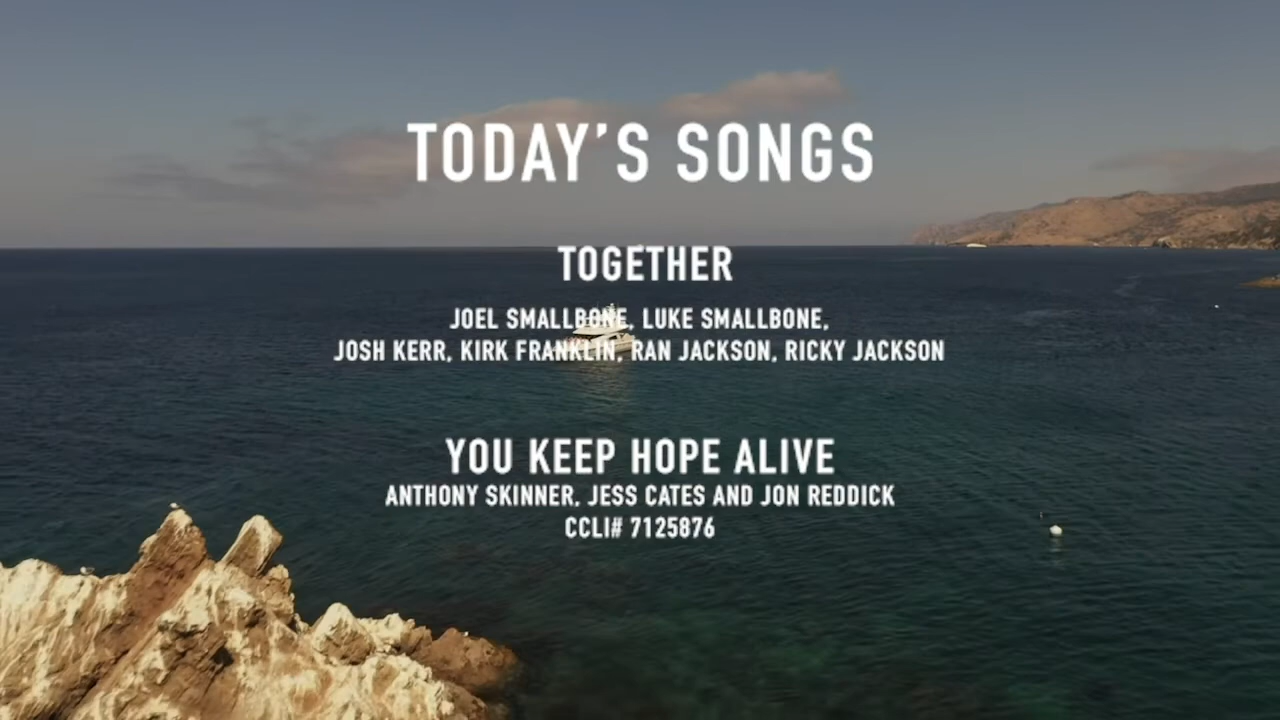 TODAY'S SONGS
TOGETHER
JOEL SMALLBONE, LUKE SMALLBONE,
JOSH KERR, KIRK FRANKLIN, RAN JACKSON, RICKY JACKSON
YOU KEEP HOPE ALIVE
ANTHONY SKINNER, JESS CATES AND JON REDDICK
CCLI# 7125876